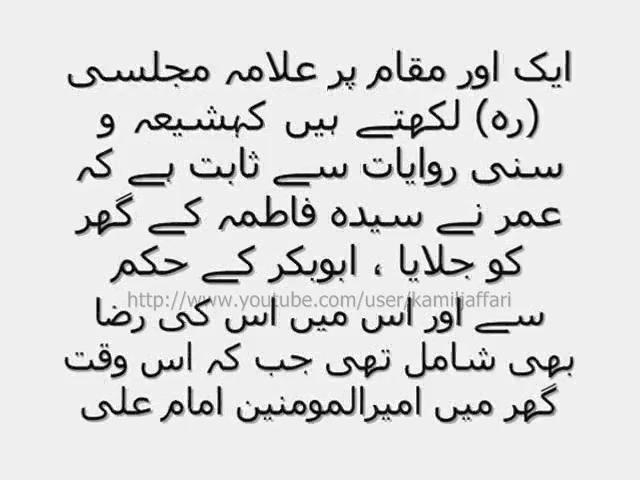 ایک اور مقام پر علامہ مجلسی
(رہ) لکھتے ہیں کہشیعہ و
سنی روایات سے ثابت ہے کہ
عمر نے سیدہ فاطمہ کے گھر
کو جلایا ، ابوبکر کے حکم
http://www.youtube.com/user/kamiljaffari
سے اور اس میں اس کی رضا
بھی شامل تھی جب کہ اس وقت
گھر میں امیرالمومنین امام علی